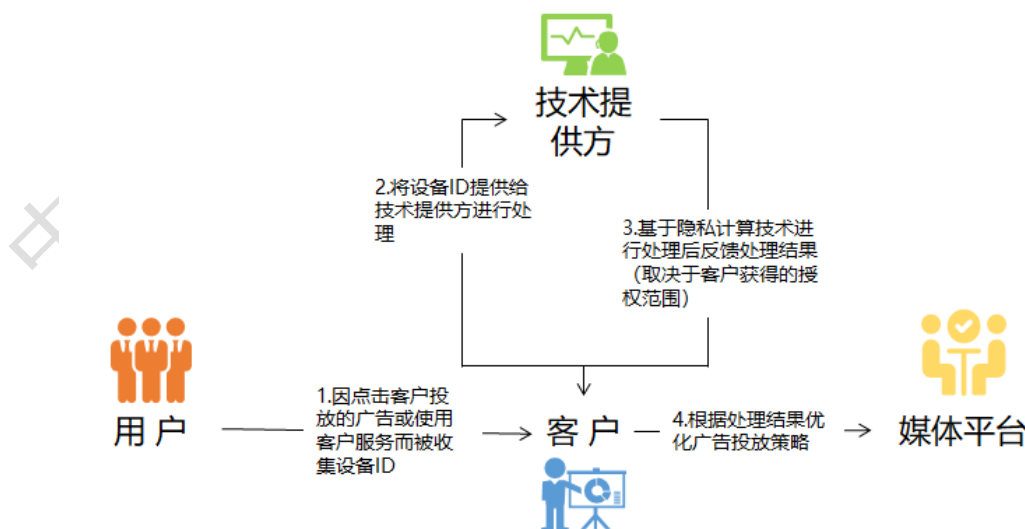 技术提
供方
2.将设备ID提供给
技术提供方进行处
理
3.基于隐私计算技术进
行处理后反馈处理结果
（取决于客户获得的授
权范围）
用 户
1.因点击客户投
放的广告或使用
客户服务而被收
集设备ID
客 户
4.根据处理结果优
化广告投放策略
媒体平台